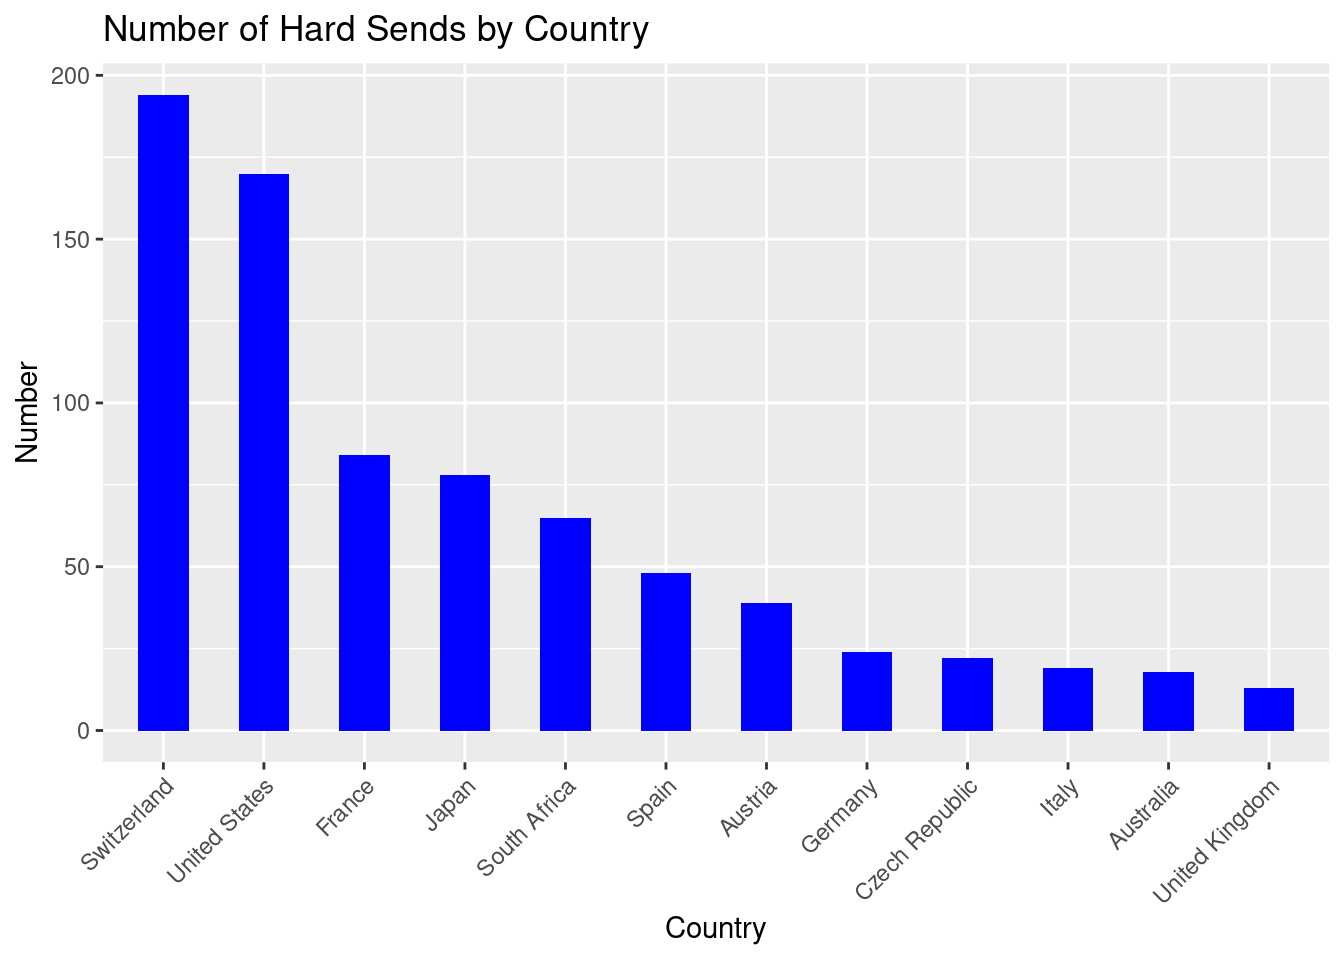 Number of Hard Sends by Country
Number
200
150
100
50
0
Switzerland
United States
France
Japan
South Africa
Spain
Austria
Germany
Czech Republic
Italy
Australia
United Kingdom
Country